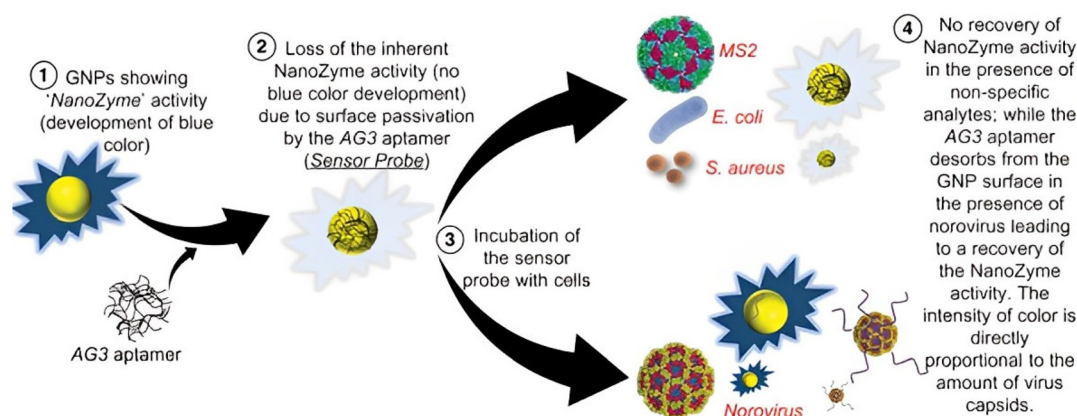 1 GNPs showing
'NanoZyme' activity
(development of blue
color)
AG3 aptamer
2 Loss of the inherent
NanoZyme activity (no
blue color development)
due to surface passivation
by the AG3 aptamer
(Sensor Probe)
3 Incubation of
the sensor
probe with cells
MS2
E. coli
S. aureus
Norovirus
4 No recovery of
NanoZyme activity
in the presence of
non-specific
analytes; while the
AG3 aptamer
desorbs from the
GNP surface in
the presence of
norovirus leading
to a recovery of
the NanoZyme
activity. The
intensity of color is
directly
proportional to the
amount of virus
capsids.